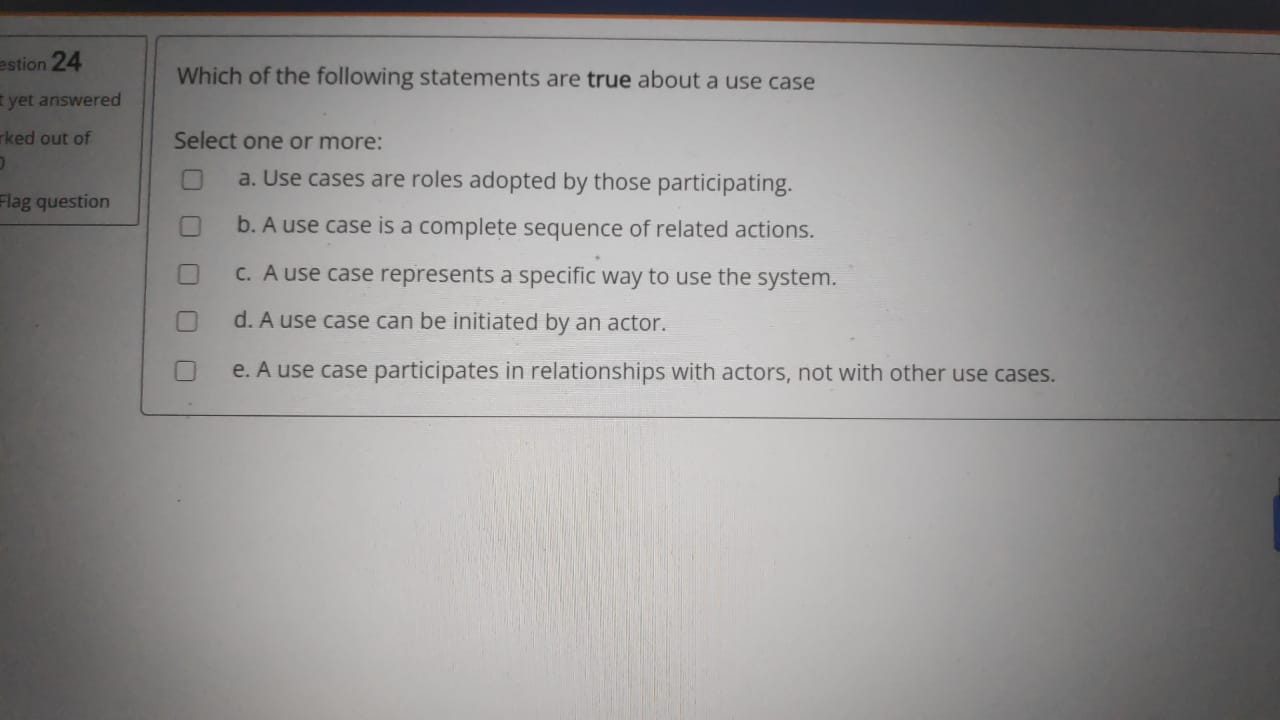 estion 24
t yet answered
rked out of
0
Flag question
Which of the following statements are true about a use case
Select one or more:
a. Use cases are roles adopted by those participating.
b. A use case is a complete sequence of related actions.
c. A use case represents a specific way to use the system.
d. A use case can be initiated by an actor.
e. A use case participates in relationships with actors, not with other use cases.